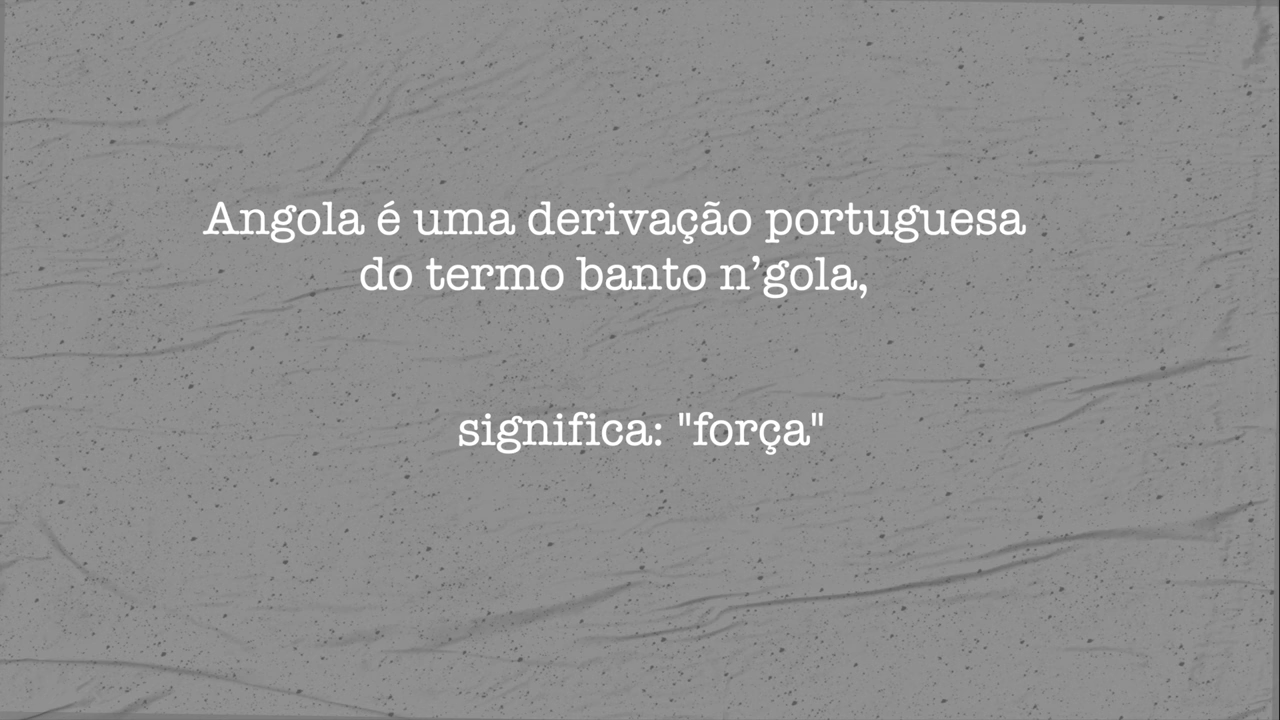 Angola é uma derivação portuguesa
do termo banto n’gola,
significa: "força"